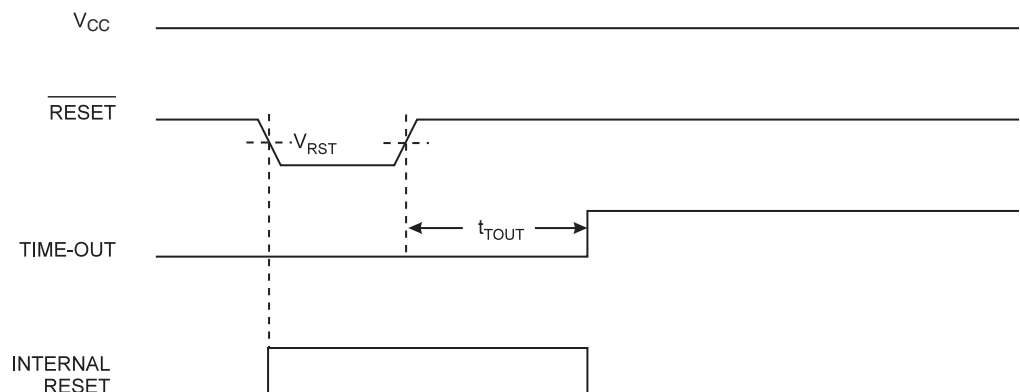 VCC
RESET
VRST
tTOUT
TIME-OUT
INTERNAL
RESET